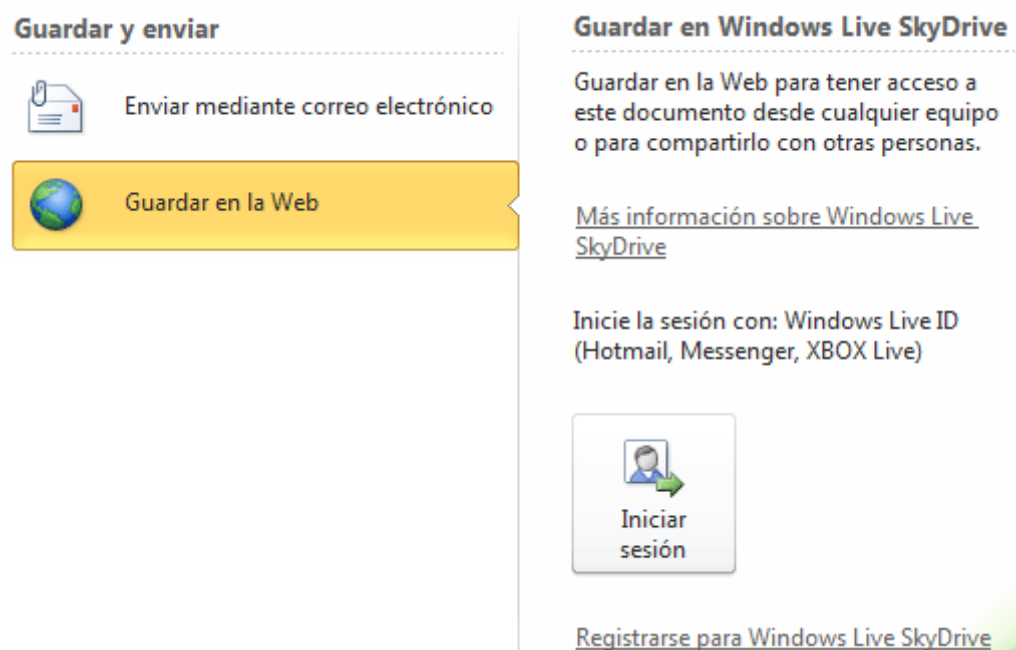 Guardar y enviar
Enviar mediante correo electrónico
Guardar en la Web
Guardar en Windows Live SkyDrive
Guardar en la Web para tener acceso a
este documento desde cualquier equipo
o para compartirlo con otras personas.
Más información sobre Windows Live
SkyDrive
Inicie la sesión con: Windows Live ID
(Hotmail, Messenger, XBOX Live)
Iniciar
sesión
Registrarse para Windows Live SkyDrive